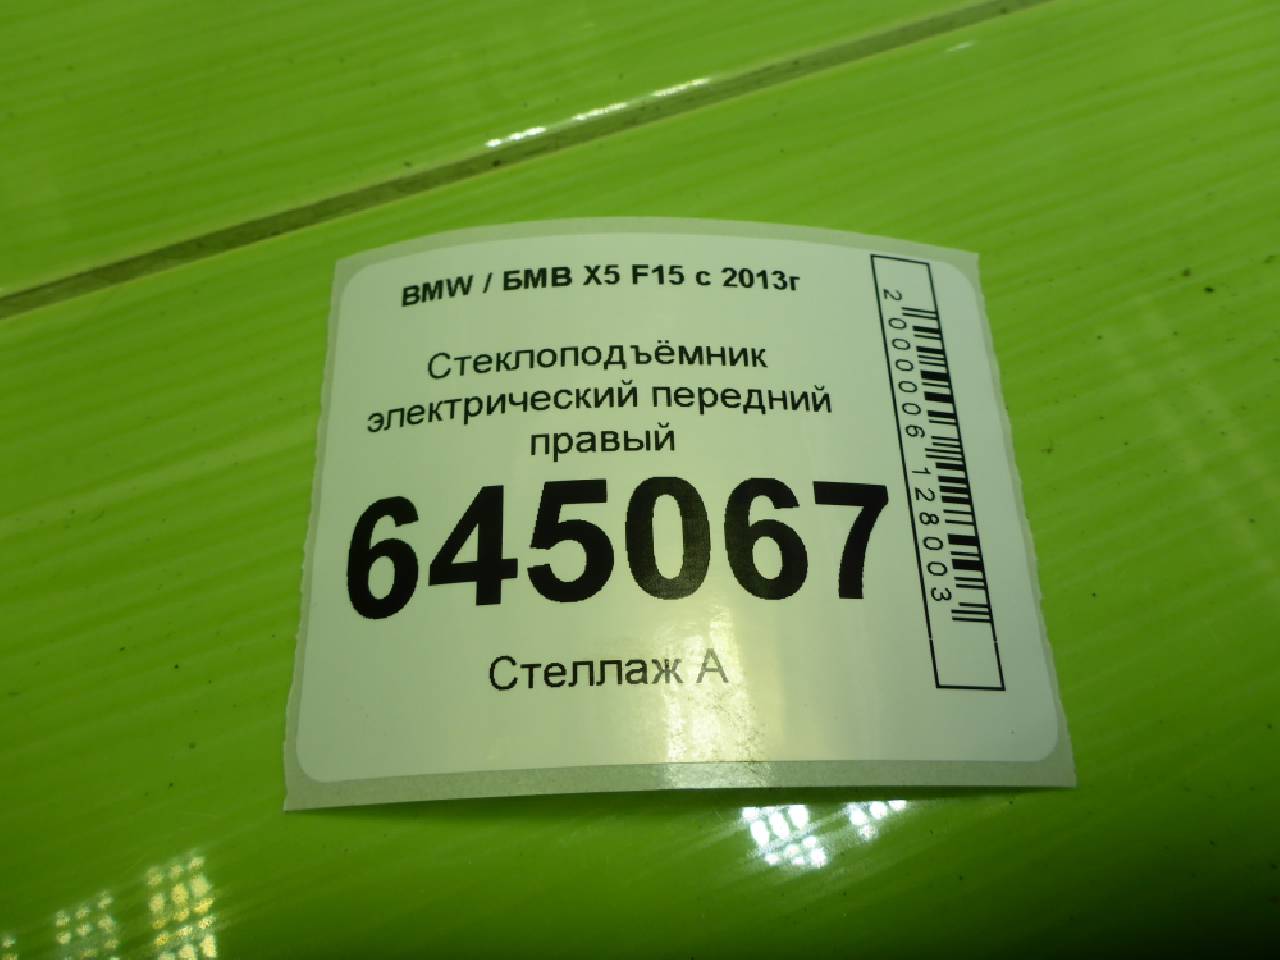 BMW / БМВ X5 F15 с 2013г
Стеклоподъёмник
электрический передний
правый
645067
Стеллаж А
2000006128003